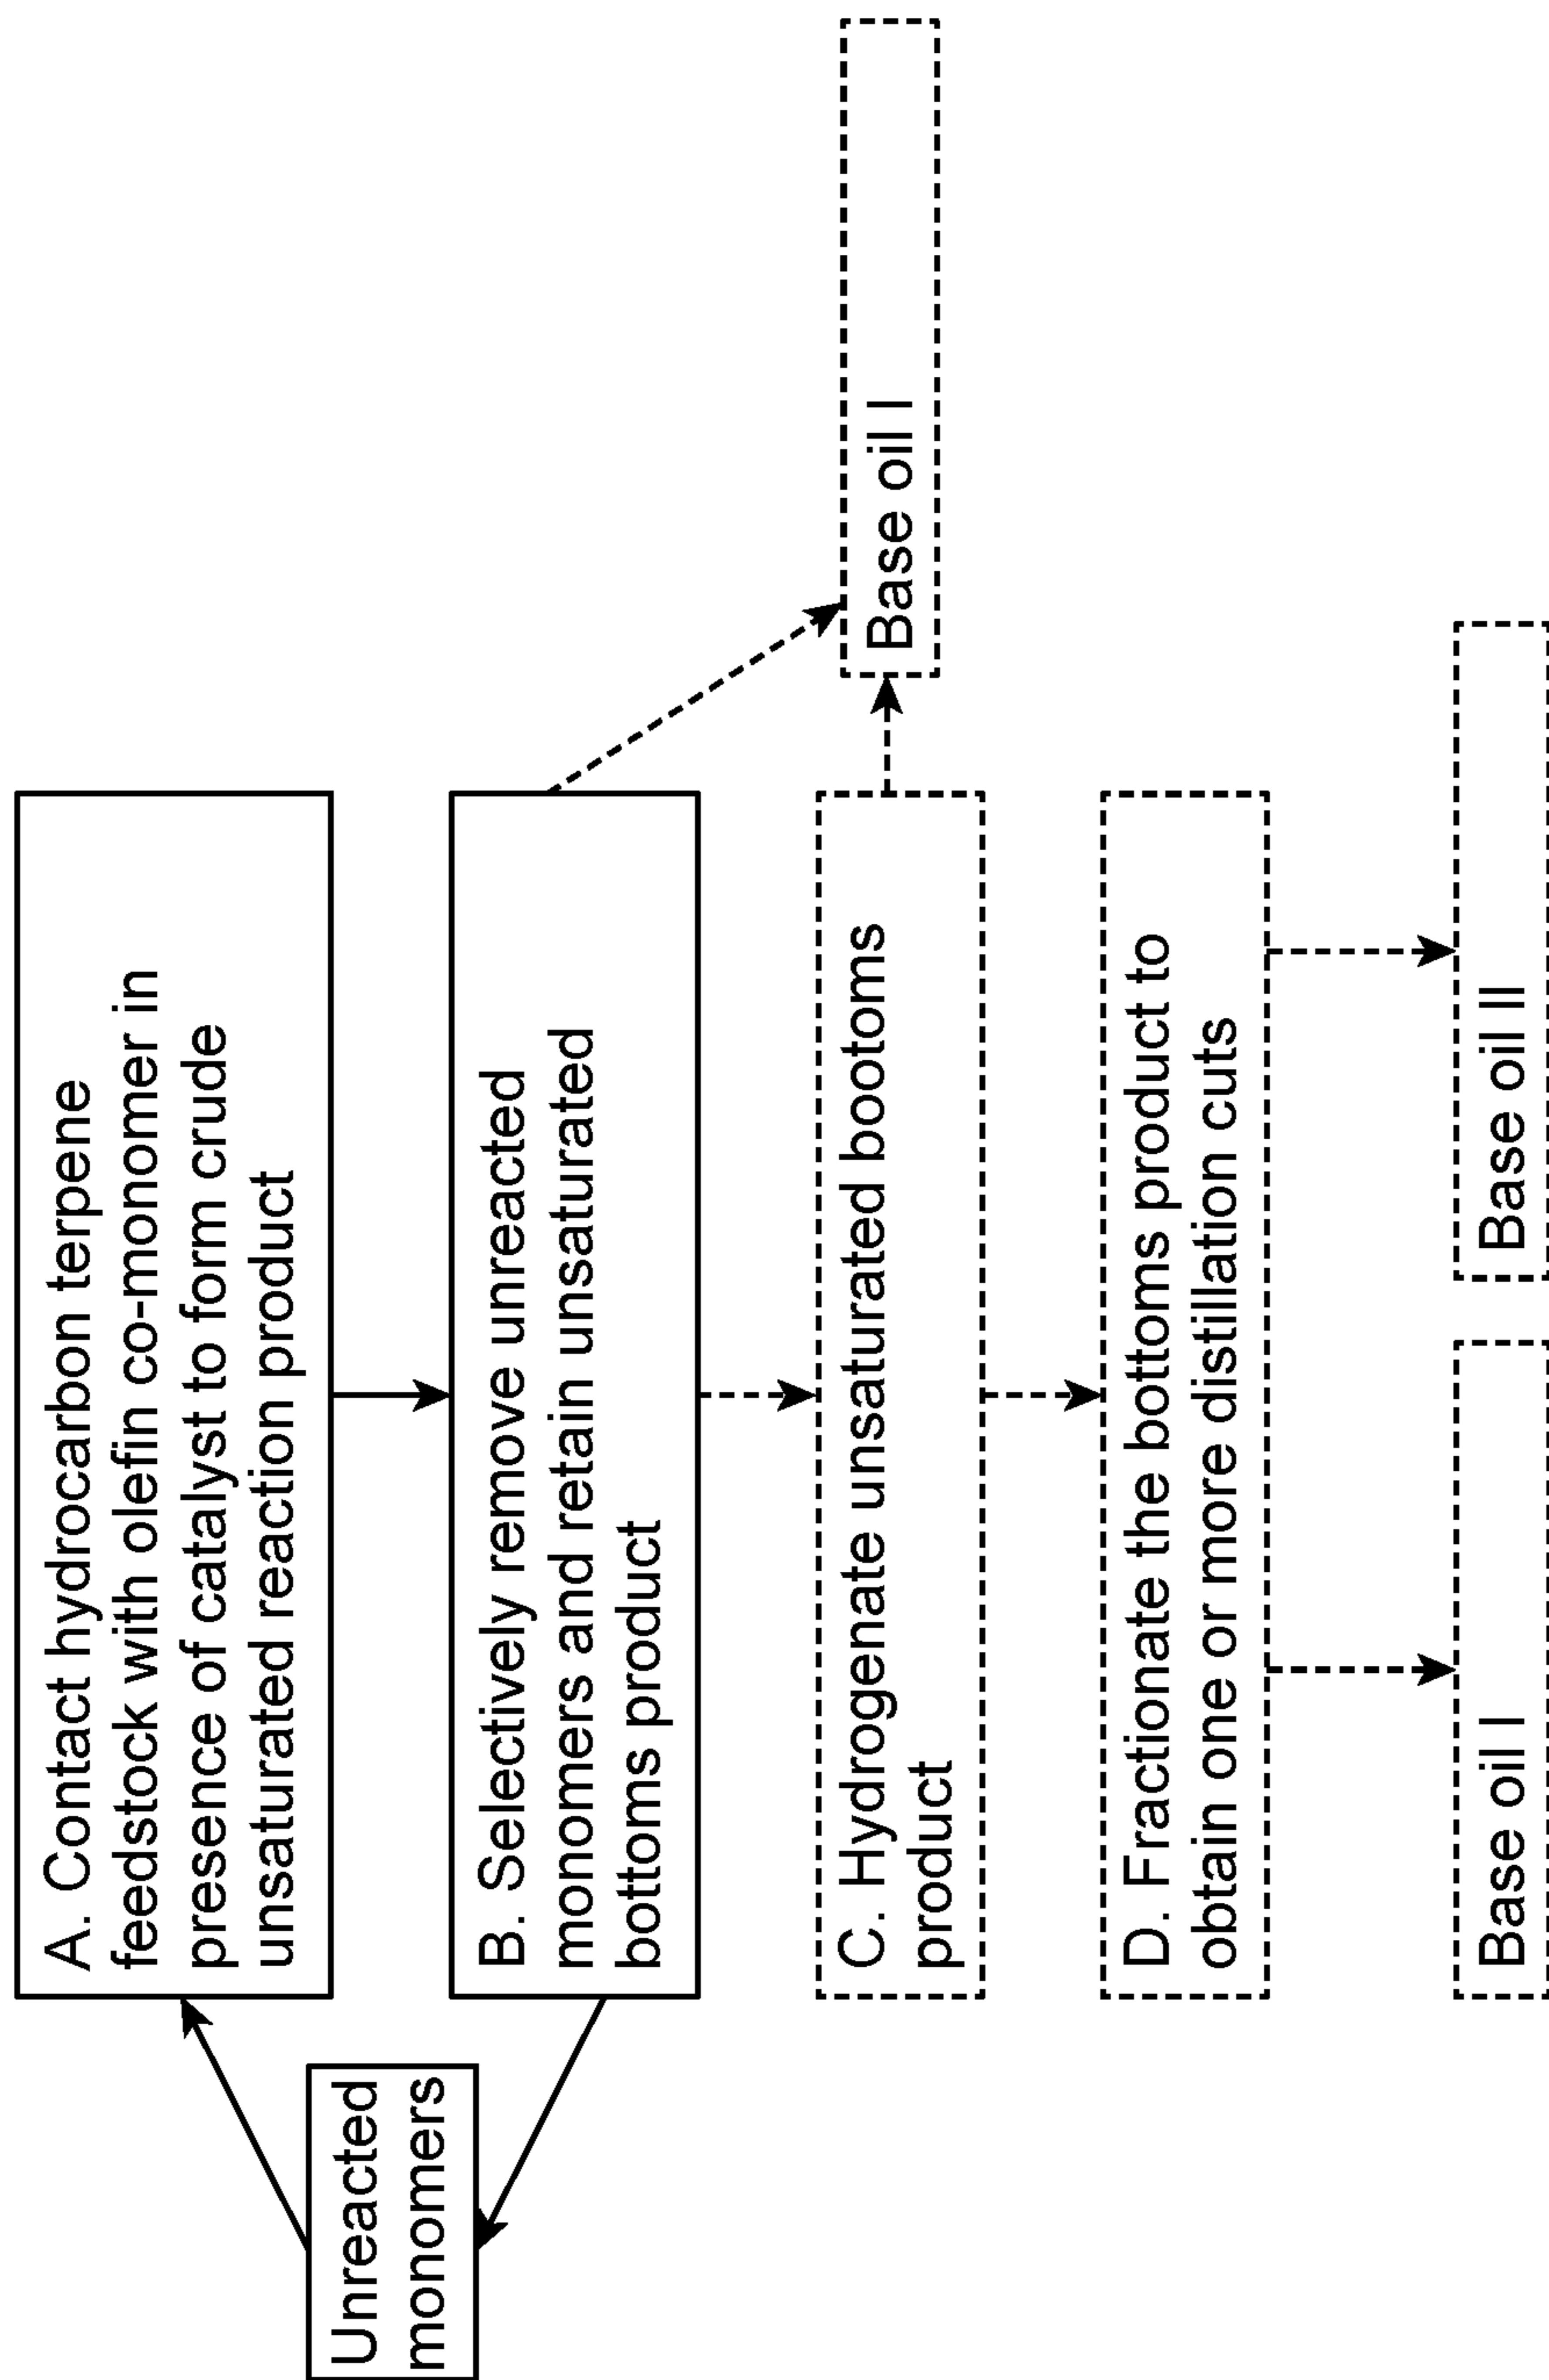 A. Contact hydrocarbon terpene
feedstock with olefin co-monomer in
presence of catalyst to form crude
unsaturated reaction product
Unreacted
monomers
B. Selectively remove unreacted
monomers and retain unsaturated
bottoms product
C. Hydrogenate unsaturated bootoms
product
Base oil I
D. Fractionate the bottoms product to
obtain one or more distillation cuts
Base oil I
Base oil II